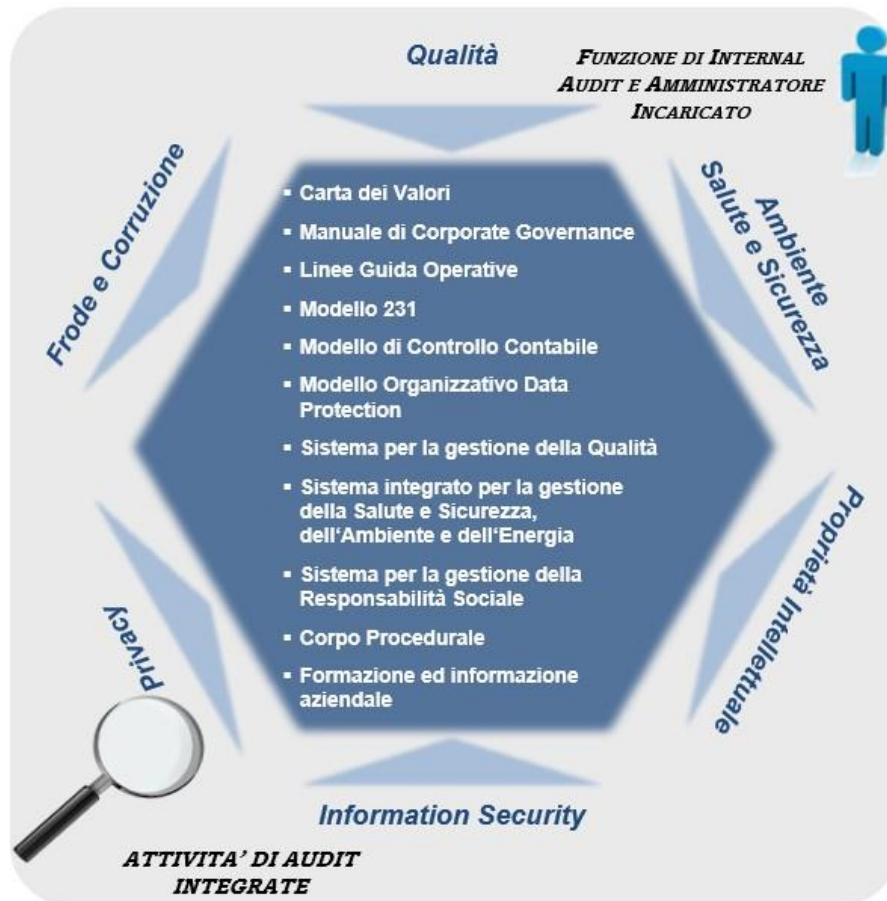 Qualità
FUNZIONE DI INTERNAL
AUDIT E AMMINISTRATORE
INCARICATO
Frode e Corruzione
Ambiente
Salute e Sicurezza
▪ Carta dei Valori
▪ Manuale di Corporate Governance
▪ Linee Guida Operative
▪ Modello 231
▪ Modello di Controllo Contabile
▪ Modello Organizzativo Data
Protection
▪ Sistema per la gestione della Qualità
▪ Sistema integrato per la gestione
della Salute e Sicurezza,
dell‘Ambiente e dell‘Energia
▪ Sistema per la gestione della
Responsabilità Sociale
▪ Corpo Procedurale
▪ Formazione ed informazione
aziendale
Privacy
Proprietà Intellettuale
Information Security
ATTIVITA’ DI AUDIT
INTEGRATE